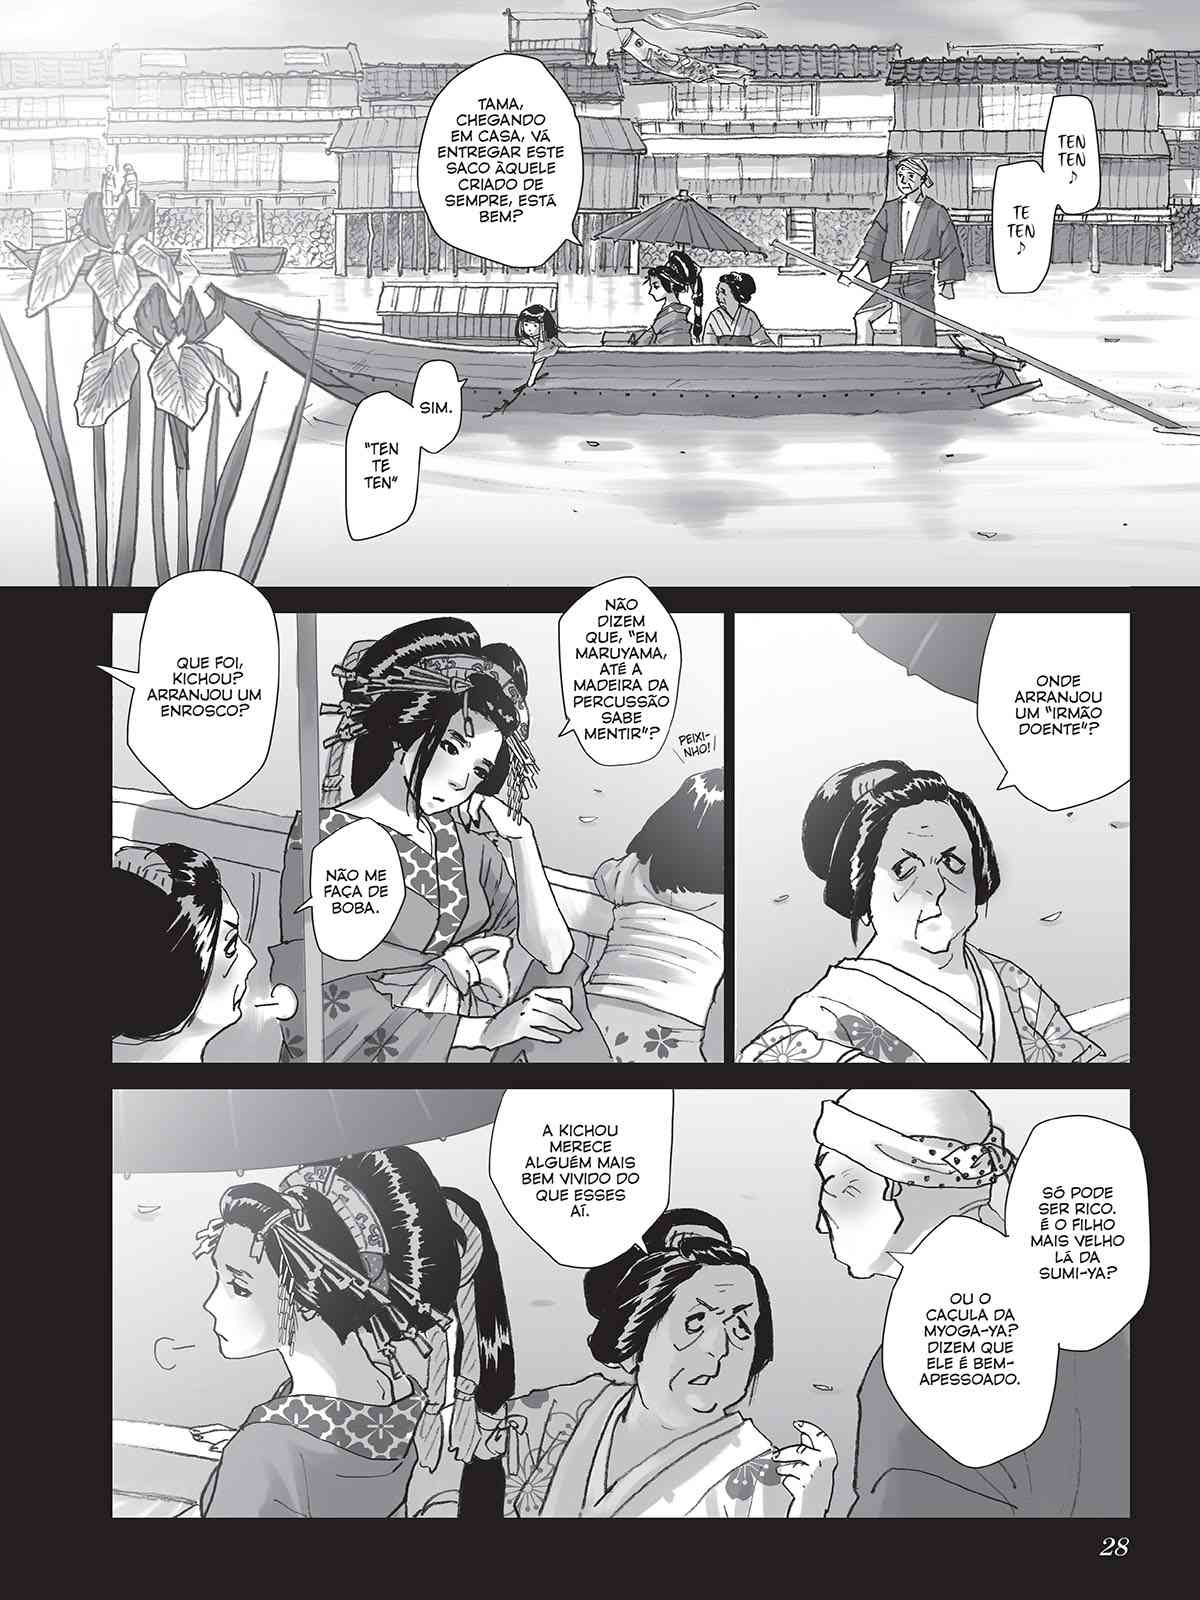 TEN
TEN
♪
TE
TEN
♪
TAMA,
CHEGANDO
EM CASA, VÁ
ENTREGAR ESTE
SACO ÀQUELE
CRIADO DE
SEMPRE, ESTÁ
BEM?
SIM.
"TEN
TE
TEN"
ONDE
ARRANJOU
UM "IRMÃO
DOENTE"?
NÃO
DIZEM
QUE, "EM
MARUYAMA,
ATÉ A
MADEIRA DA
PERCUSSÃO
SABE
MENTIR"?
PEIXI-
NHO!
NÃO ME
FAÇA DE
BOBA.
QUE FOI,
KICHOU?
ARRANJOU UM
ENROSCO?
SÓ PODE
SER RICO.
É O FILHO
MAIS VELHO
LÁ DA
SUMI-YA?
OU O
CAÇULA DA
MYOGA-YA?
DIZEM QUE
ELE É BEM-
APESSOADO.
A KICHOU
MERECE
ALGUÉM MAIS
BEM VIVIDO DO
QUE ESSES
AÍ.
28